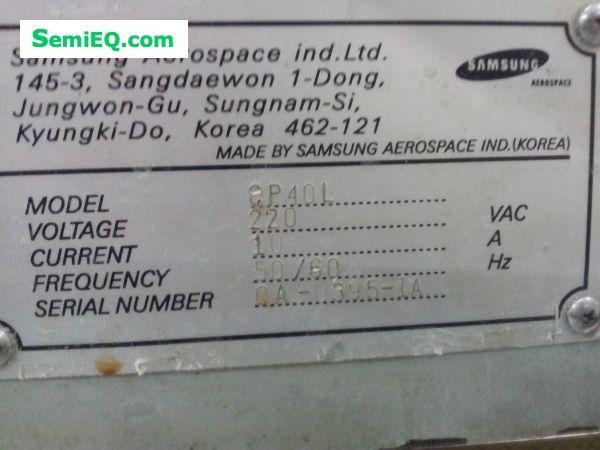 SemiEQ.com
Samsung Aerospace ind.Ltd.
145-3, Sangdaewon 1-Dong,
Jungwon-Gu, Sungnam-Si,
Kyungki-Do, Korea 462-121
SAMSUNG
AEROSPACE
MADE BY SAMSUNG AEROSPACE IND.(KOREA)
MODEL CP40L
VOLTAGE 220 VAC
CURRENT 10 A
FREQUENCY 50/60 Hz
SERIAL NUMBER